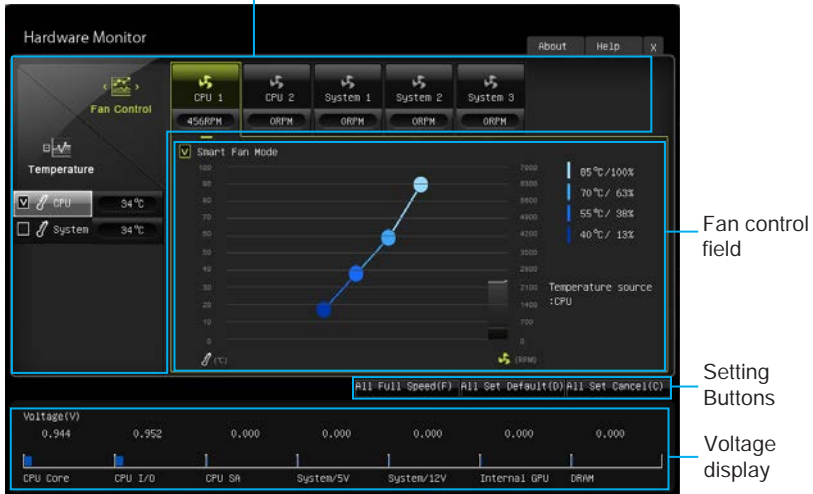 Hardware Monitor
About Help X
Fan Control
CPU 1 CPU 2 System 1 System 2 System 3
456RPM 0RPM 0RPM 0RPM 0RPM
Temperature
CPU 34℃
System 34℃
V Smart Fan Mode
100 7000
90 6300
80 5600
70 4900
60 4200
50 3500
40 2800
30 2100
20 1400
10 700
0 0
(℃) (RPM)
85℃/100%
70℃/ 63%
55℃/ 38%
40℃/ 13%
Temperature source
:CPU
Fan control
field
All Full Speed(F) All Set Default(D) All Set Cancel(C)
Setting
Buttons
Voltage(V)
0.944 0.952 0.000 0.000 0.000 0.000 0.000
CPU Core CPU I/O CPU SA System/5V System/12V Internal GPU DRAM
Voltage
display